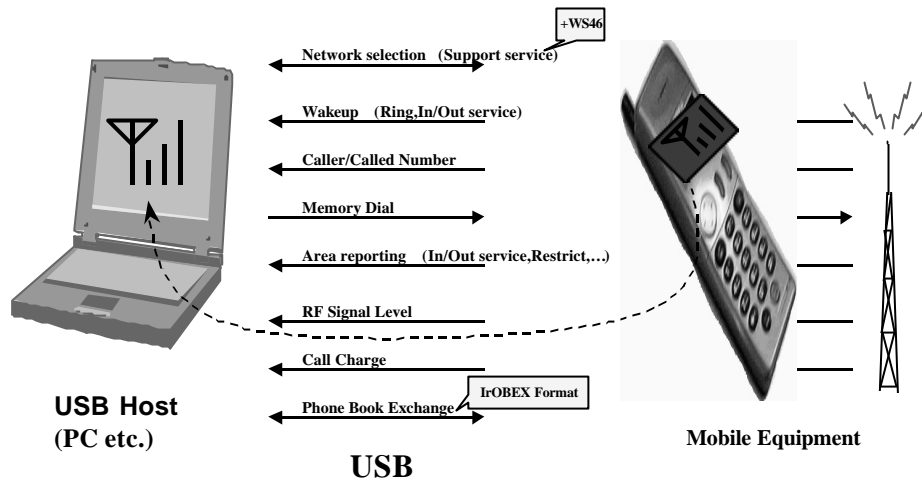 +WS46
Network selection (Support service)
Wakeup (Ring,In/Out service)
Caller/Called Number
Memory Dial
Area reporting (In/Out service,Restrict,…)
RF Signal Level
Call Charge
IrOBEX Format
Phone Book Exchange
USB Host
(PC etc.)
Mobile Equipment
USB